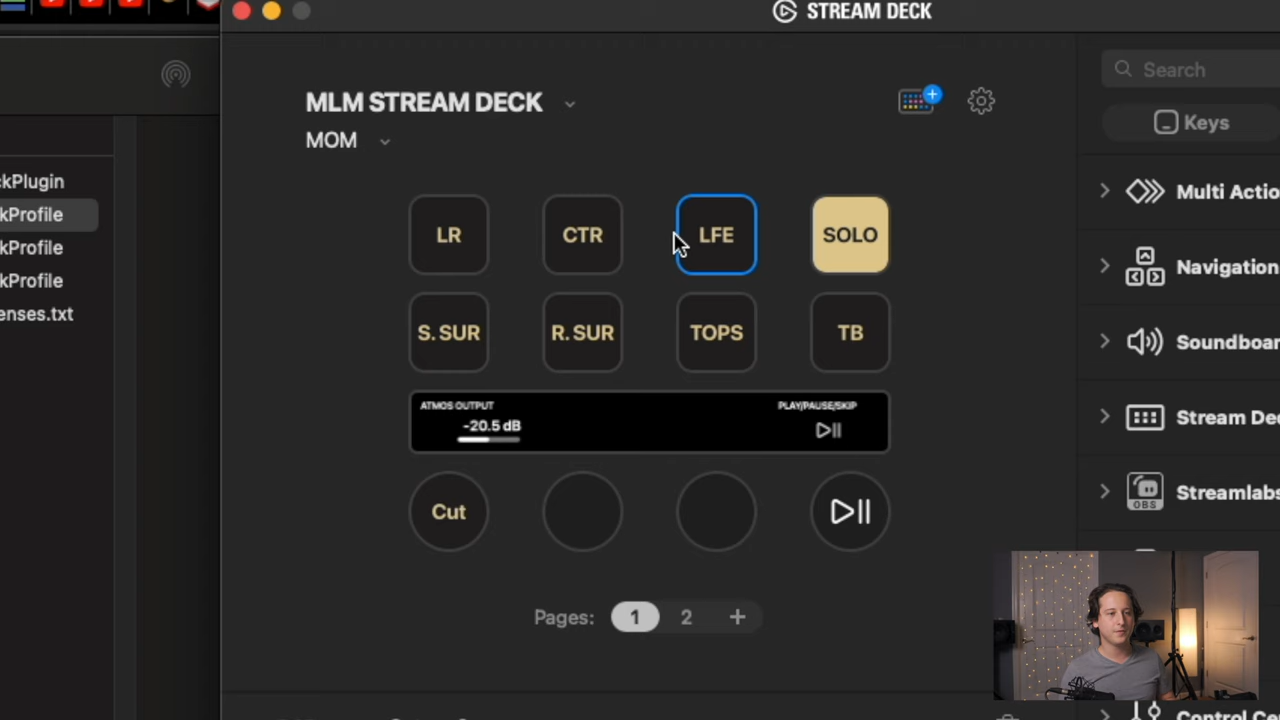 STREAM DECK
MLM STREAM DECK
MOM
Search
Keys
ckPlugin
ckProfile
ckProfile
ckProfile
enses.txt
LR
CTR
LFE
SOLO
S. SUR
R. SUR
TOPS
TB
ATMOS OUTPUT
-20.5 dB
PLAY/PAUSE/SKIP
Cut
Pages:
1
2
+
Multi Actio
Navigation
Soundboar
Stream Dec
OBS
Streamlabs
Control Ce